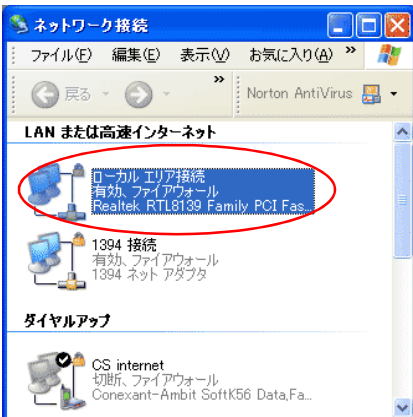 ネットワーク接続
ファイル(F) 編集(E) 表示(V) お気に入り(A) »
戻る » Norton AntiVirus
LAN または高速インターネット
ローカル エリア接続
有効、ファイアウォール
Realtek RTL8139 Family PCI Fas...
1394 接続
有効、ファイアウォール
1394 ネット アダプタ
ダイヤルアップ
CS internet
切断、ファイアウォール
Conexant-Ambit SoftK56 Data,Fa...